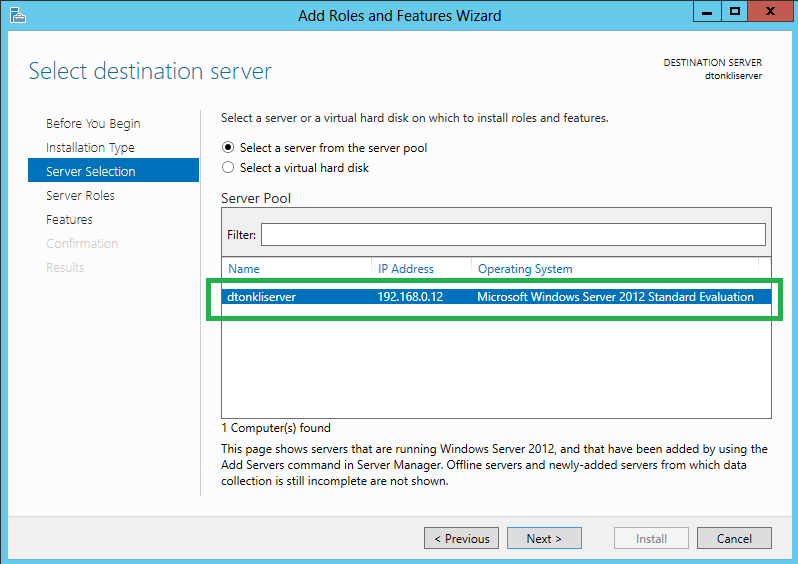 Add Roles and Features Wizard
Select destination server
DESTINATION SERVER
dtonkliserver
Before You Begin
Installation Type
Server Selection
Server Roles
Features
Confirmation
Results
Select a server or a virtual hard disk on which to install roles and features.
Select a server from the server pool
Select a virtual hard disk
Server Pool
Filter:
Name IP Address Operating System
dtonkliserver 192.168.0.12 Microsoft Windows Server 2012 Standard Evaluation
1 Computer(s) found
This page shows servers that are running Windows Server 2012, and that have been added by using the
Add Servers command in Server Manager. Offline servers and newly-added servers from which data
collection is still incomplete are not shown.
< Previous Next > Install Cancel